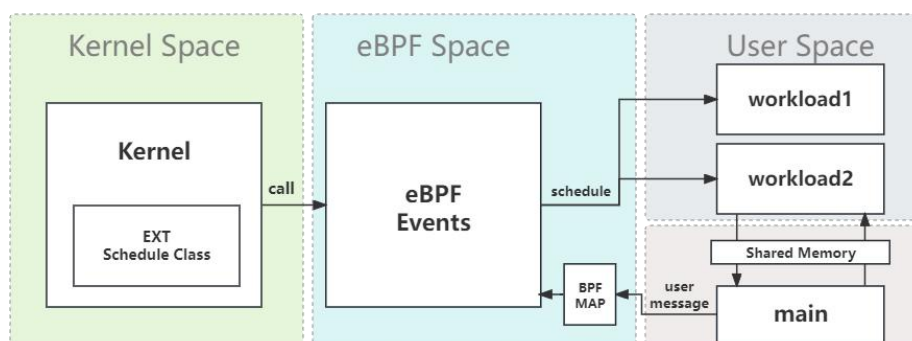 Kernel Space
eBPF Space
User Space
Kernel
EXT
Schedule Class
call
eBPF
Events
schedule
workload1
workload2
Shared Memory
BPF
MAP
user
message
main